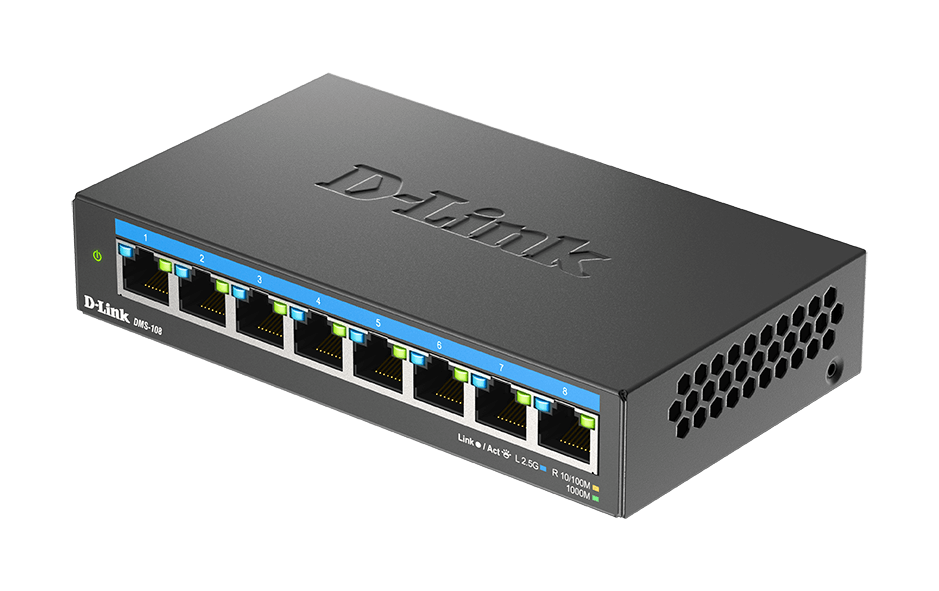 D-Link
1 2 3 4 5 6 7 8
D-Link
DMS-108
Link / Act L 2.5G R 10/100M
1000M